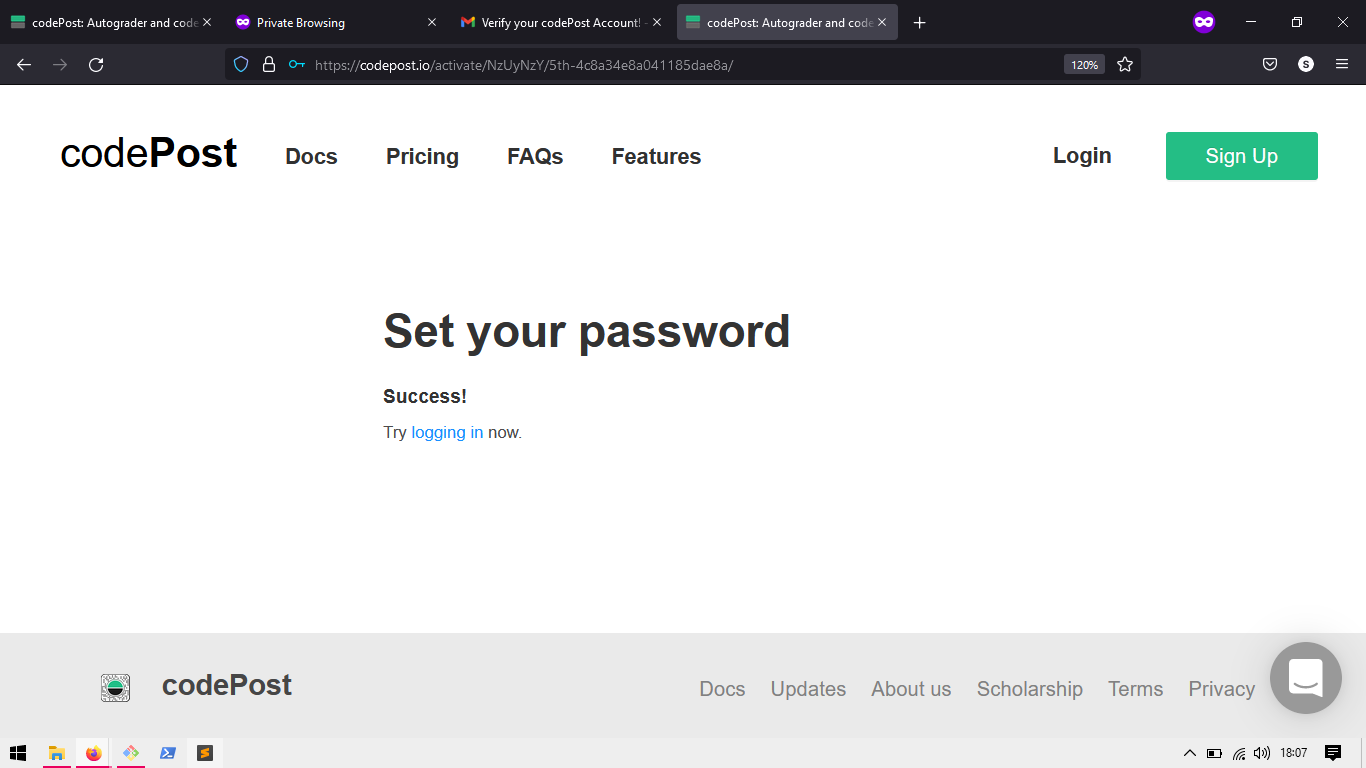 codePost: Autograder and code
Private Browsing
Verify your codePost Account! -
codePost: Autograder and code
https://codepost.io/activate/NzUyNzY/5th-4c8a34e8a041185dae8a/
120%
S
codePost
Docs
Pricing
FAQs
Features
Login
Sign Up
Set your password
Success!
Try logging in now.
codePost
Docs
Updates
About us
Scholarship
Terms
Privacy
18:07